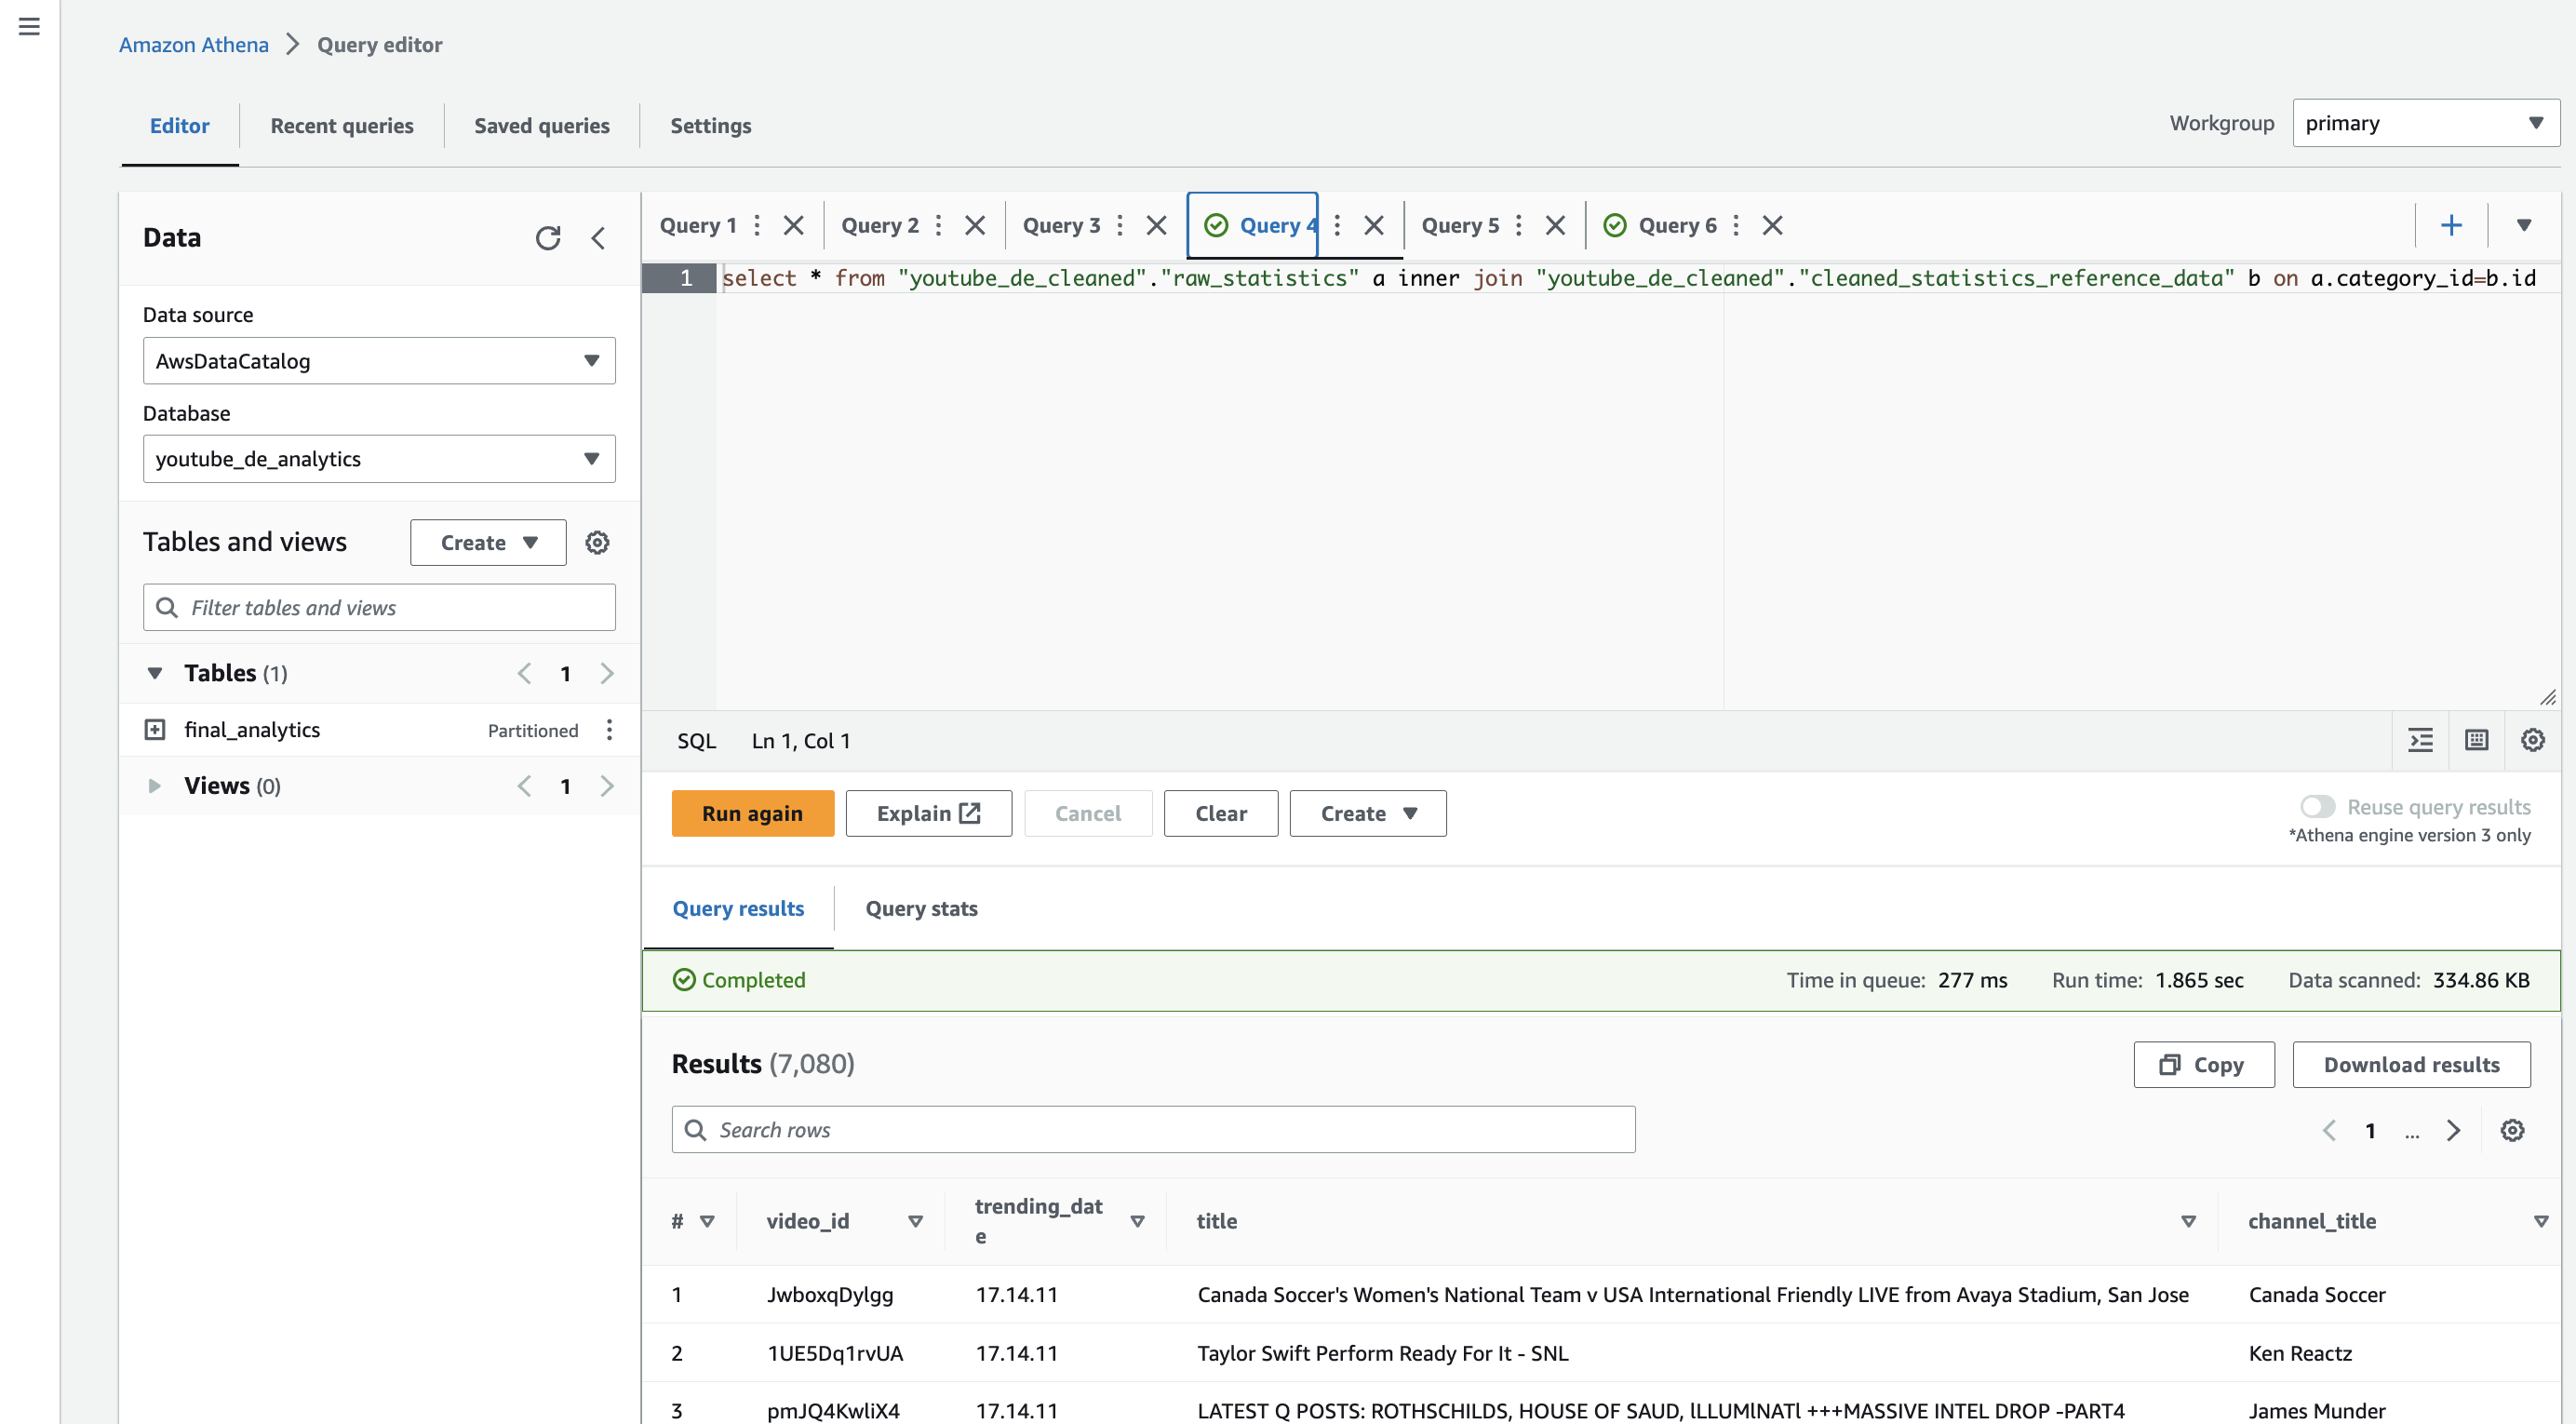 Amazon Athena > Query editor
Editor Recent queries Saved queries Settings
Workgroup primary
Data
Data source
AwsDataCatalog
Database
youtube_de_analytics
Tables and views Create
Filter tables and views
Tables (1) 1
final_analytics Partitioned
Views (0) 1
Query 1 Query 2 Query 3 Query 4 Query 5 Query 6
1 select * from "youtube_de_cleaned"."raw_statistics" a inner join "youtube_de_cleaned"."cleaned_statistics_reference_data" b on a.category_id=b.id
SQL Ln 1, Col 1
Run again Explain Cancel Clear Create
Reuse query results
*Athena engine version 3 only
Query results Query stats
Completed Time in queue: 277 ms Run time: 1.865 sec Data scanned: 334.86 KB
Results (7,080) Copy Download results
Search rows 1 ...
# video_id trending_dat
e title channel_title
1 JwboxqDylgg 17.14.11 Canada Soccer's Women's National Team v USA International Friendly LIVE from Avaya Stadium, San Jose Canada Soccer
2 1UE5Dq1rvUA 17.14.11 Taylor Swift Perform Ready For It - SNL Ken Reactz
3 pmJQ4KwliX4 17.14.11 LATEST Q POSTS: ROTHSCHILDS, HOUSE OF SAUD, lLLUMlNATl +++MASSIVE INTEL DROP -PART4 James Munder